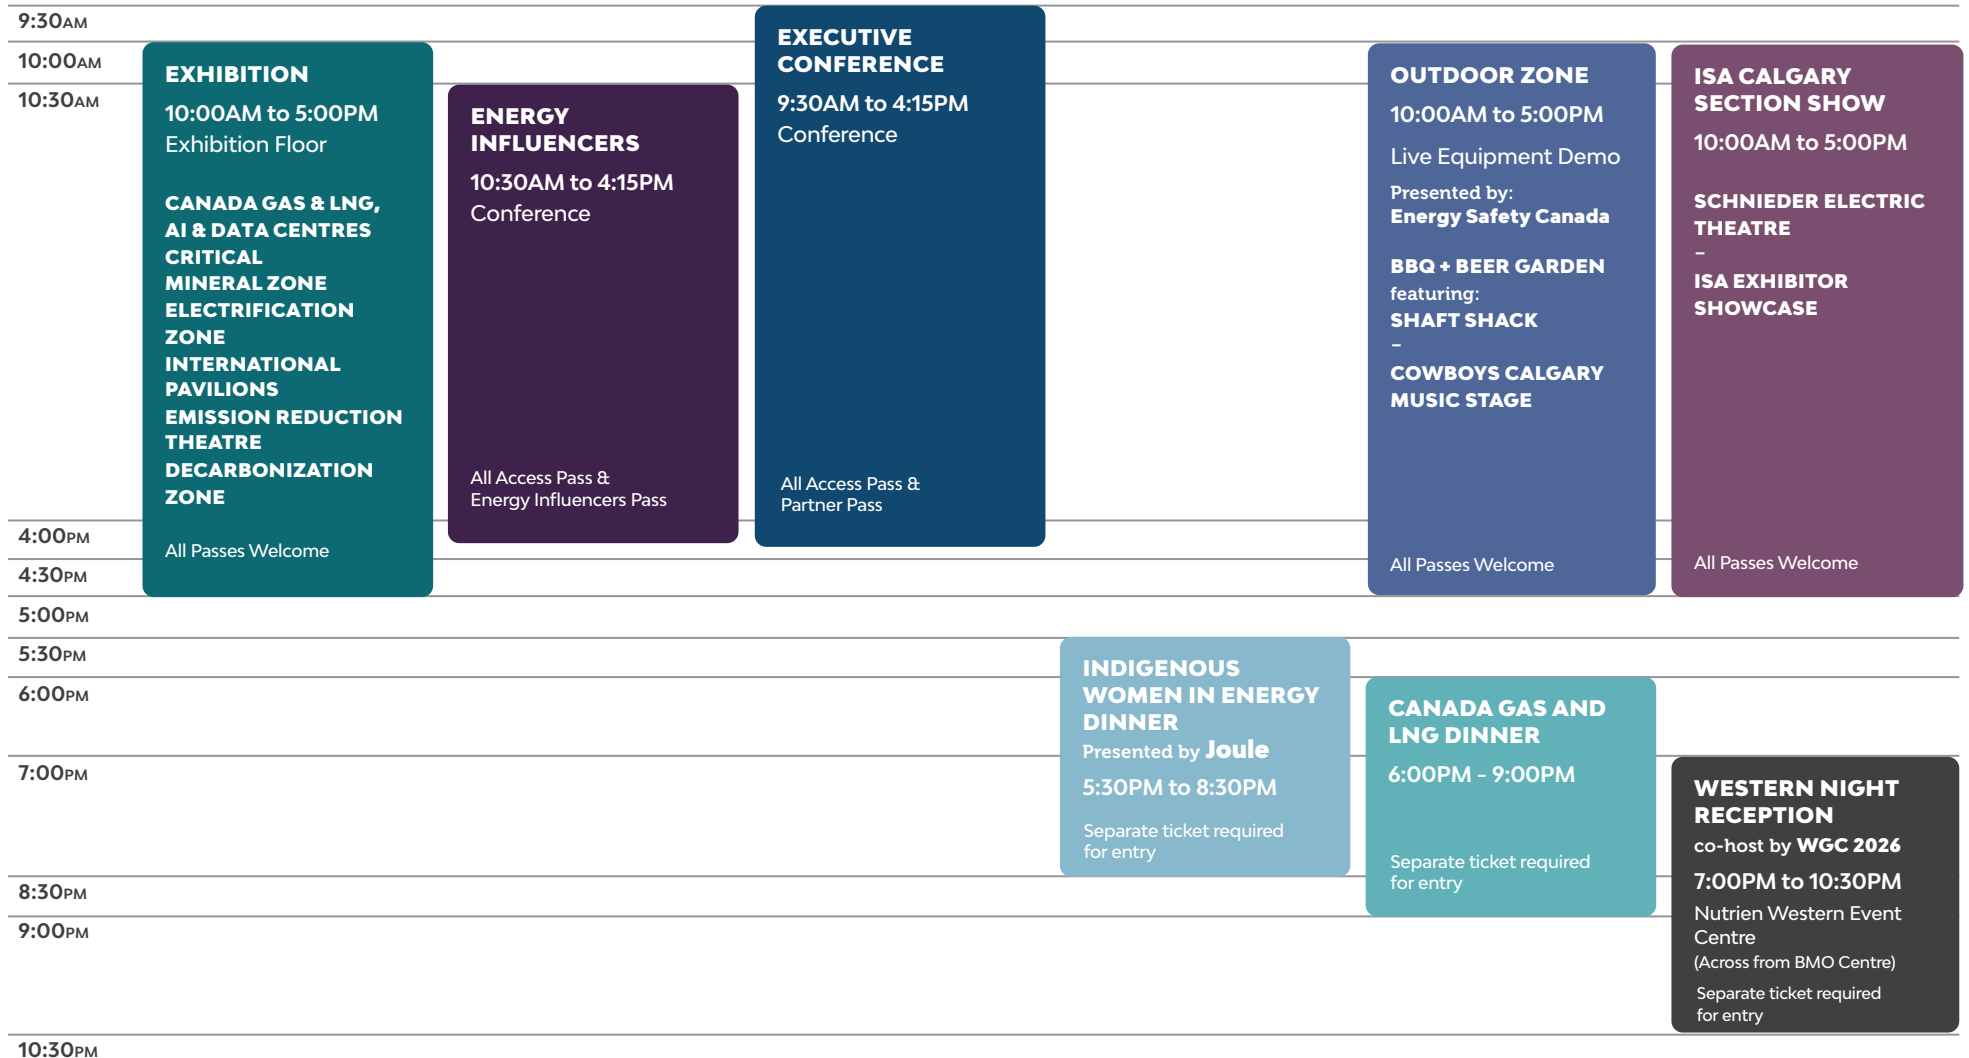 9:30AM
10:00AM
10:30AM
EXHIBITION
10:00AM to 5:00PM
Exhibition Floor
CANADA GAS & LNG,
AI & DATA CENTRES
CRITICAL
MINERAL ZONE
ELECTRIFICATION
ZONE
INTERNATIONAL
PAVILIONS
EMISSION REDUCTION
THEATRE
DECARBONIZATION
ZONE
All Passes Welcome
ENERGY
INFLUENCERS
10:30AM to 4:15PM
Conference
All Access Pass &
Energy Influencers Pass
EXECUTIVE
CONFERENCE
9:30AM to 4:15PM
Conference
All Access Pass &
Partner Pass
OUTDOOR ZONE
10:00AM to 5:00PM
Live Equipment Demo
Presented by:
Energy Safety Canada
BBQ + BEER GARDEN
featuring:
SHAFT SHACK
–
COWBOYS CALGARY
MUSIC STAGE
All Passes Welcome
ISA CALGARY
SECTION SHOW
10:00AM to 5:00PM
SCHNIEDER ELECTRIC
THEATRE
–
ISA EXHIBITOR
SHOWCASE
All Passes Welcome
4:00PM
4:30PM
5:00PM
5:30PM
6:00PM
7:00PM
8:30PM
9:00PM
10:30PM
INDIGENOUS
WOMEN IN ENERGY
DINNER
Presented by Joule
5:30PM to 8:30PM
Separate ticket required
for entry
CANADA GAS AND
LNG DINNER
6:00PM - 9:00PM
Separate ticket required
for entry
WESTERN NIGHT
RECEPTION
co-host by WGC 2026
7:00PM to 10:30PM
Nutrien Western Event
Centre
(Across from BMO Centre)
Separate ticket required
for entry